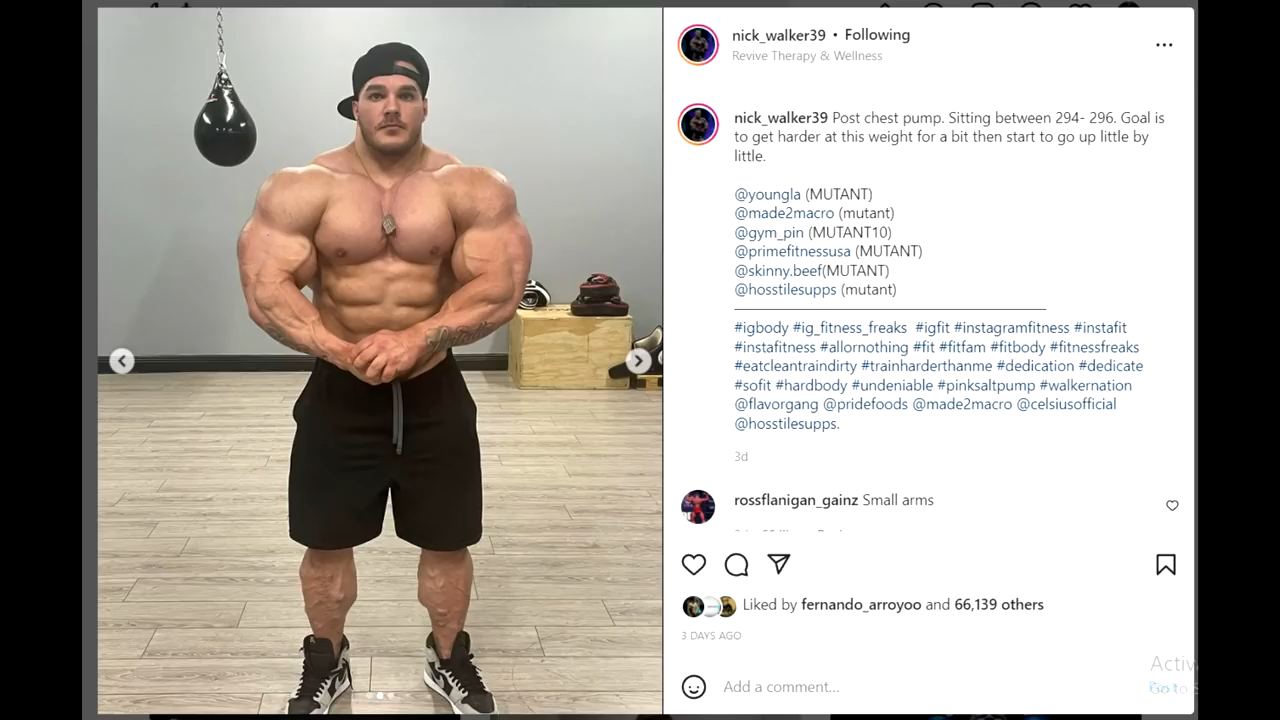 nick_walker39 • Following
Revive Therapy & Wellness
nick_walker39 Post chest pump. Sitting between 294- 296. Goal is
to get harder at this weight for a bit then start to go up little by
little.
@youngla (MUTANT)
@made2macro (mutant)
@gym_pin (MUTANT10)
@primefitnessusa (MUTANT)
@skinny.beef(MUTANT)
@hosstilesupps (mutant)
#igbody #ig_fitness_freaks #igfit #instagramfitness #instafit
#instafitness #allornothing #fit #fitfam #fitbody #fitnessfreaks
#eatcleantraindirty #trainharderthanme #dedication #dedicate
#sofit #hardbody #undeniable #pinksaltpump #walkernation
@flavorgang @pridefoods @made2macro @celsiusofficial
@hosstilesupps.
3d
rossflanigan_gainz Small arms
Liked by fernando_arroyoo and 66,139 others
3 DAYS AGO
Add a comment...
Activ
Go to S